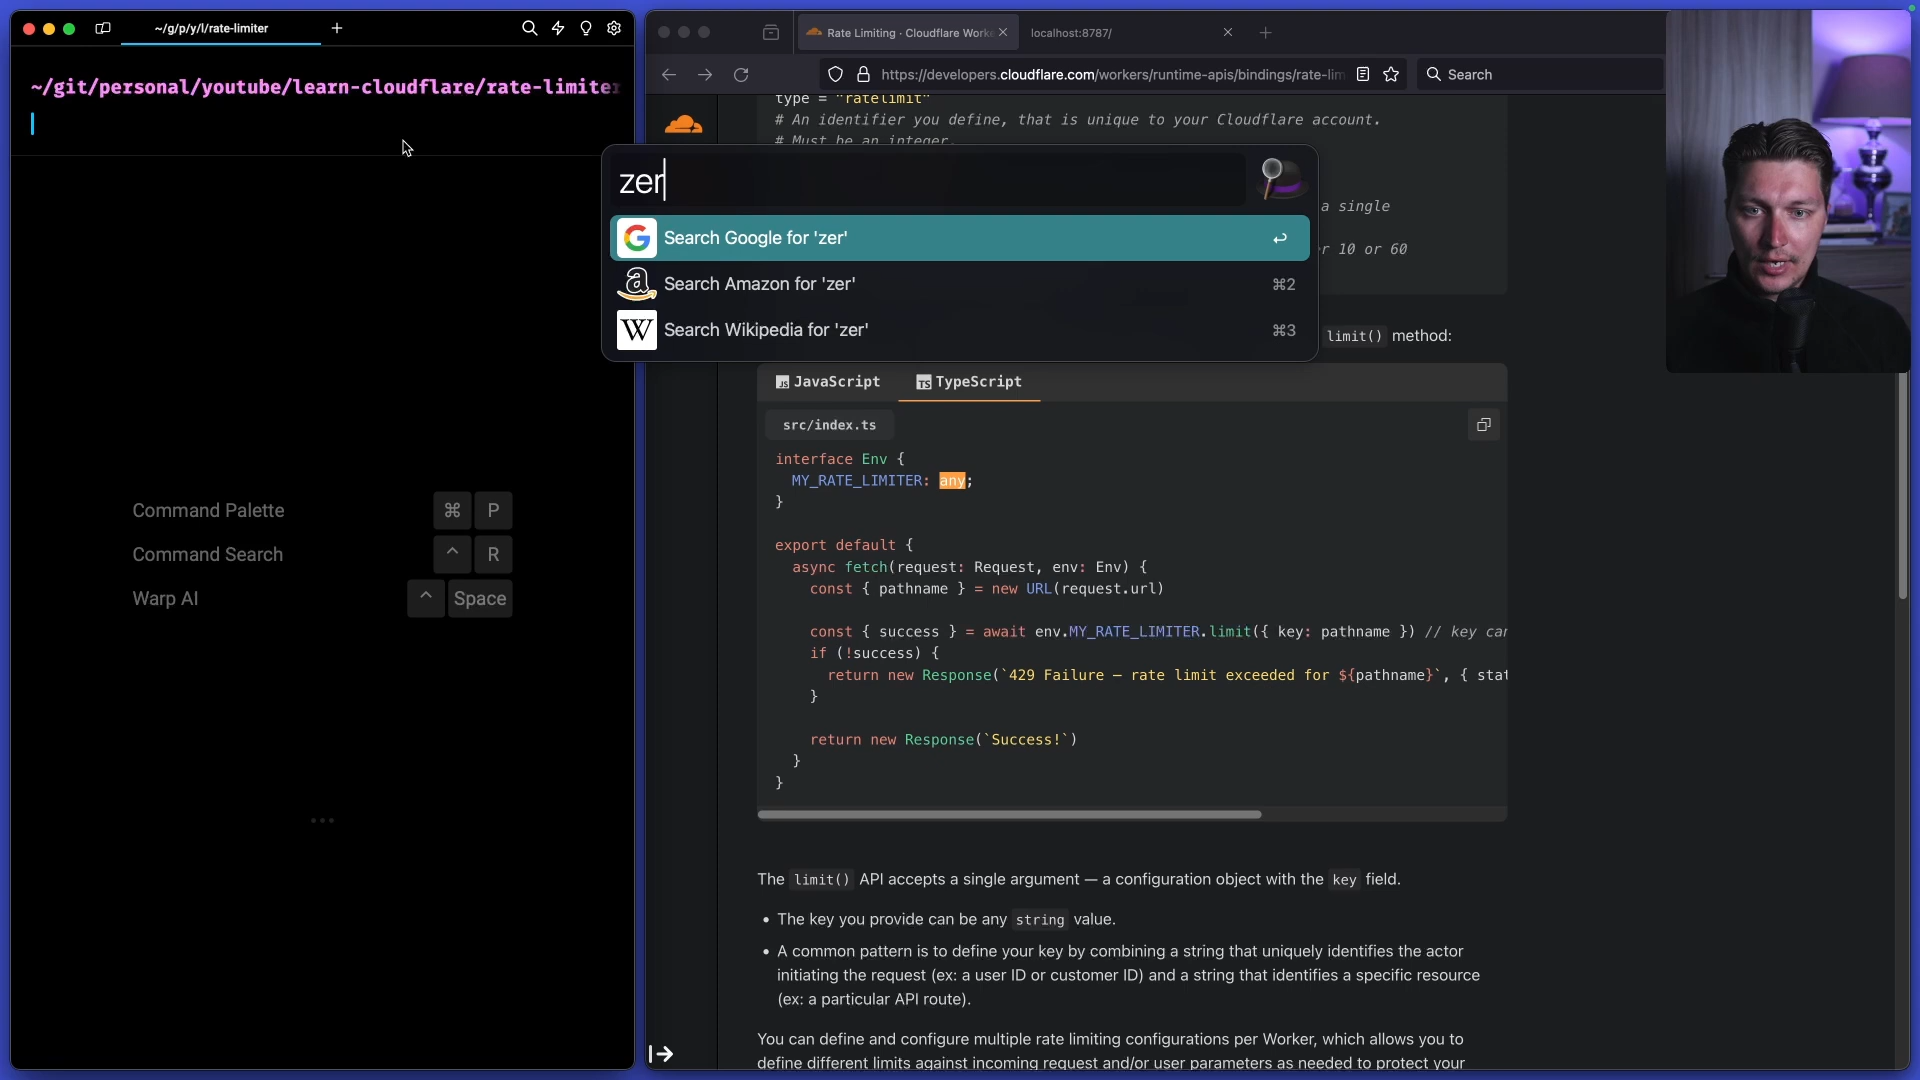 ~/g/p/y/l/rate-limiter
~/git/personal/youtube/learn-cloudflare/rate-limiter
Command Palette ⌘ P
Command Search ^ R
Warp AI ^ Space
Rate Limiting · Cloudflare Worke
localhost:8787/
https://developers.cloudflare.com/workers/runtime-apis/bindings/rate-lim
Search
type = "ratelimit"
# An identifier you define, that is unique to your Cloudflare account.
# Must be an integer.
zer
Search Google for 'zer'
Search Amazon for 'zer' ⌘2
Search Wikipedia for 'zer' ⌘3
a single
r 10 or 60
limit() method:
JS JavaScript
TS TypeScript
src/index.ts
interface Env {
MY_RATE_LIMITER: any;
}
export default {
async fetch(request: Request, env: Env) {
const { pathname } = new URL(request.url)
const { success } = await env.MY_RATE_LIMITER.limit({ key: pathname }) // key can
if (!success) {
return new Response(`429 Failure – rate limit exceeded for ${pathname}`, { stat
}
return new Response(`Success!`)
}
}
The limit() API accepts a single argument — a configuration object with the key field.
• The key you provide can be any string value.
• A common pattern is to define your key by combining a string that uniquely identifies the actor
initiating the request (ex: a user ID or customer ID) and a string that identifies a specific resource
(ex: a particular API route).
You can define and configure multiple rate limiting configurations per Worker, which allows you to
define different limits against incoming request and/or user parameters as needed to protect your